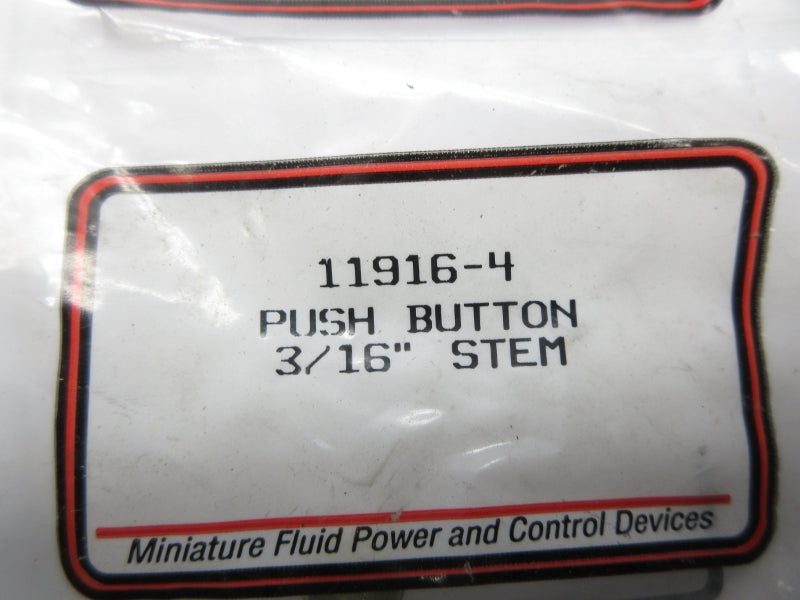 11916-4
PUSH BUTTON
3/16" STEM
Miniature Fluid Power and Control Devices